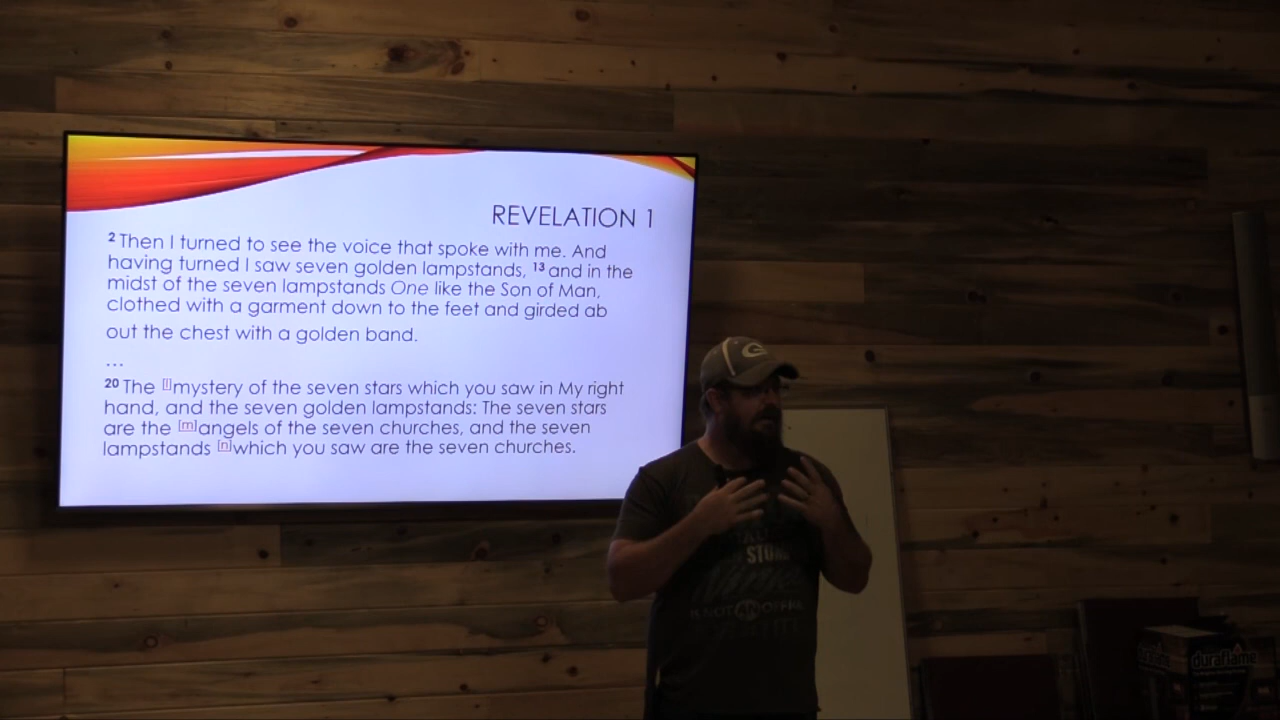 REVELATION 1
2 Then I turned to see the voice that spoke with me. And
having turned I saw seven golden lampstands, 13 and in the
midst of the seven lampstands One like the Son of Man,
clothed with a garment down to the feet and girded ab
out the chest with a golden band.
…
20 The [l]mystery of the seven stars which you saw in My right
hand, and the seven golden lampstands: The seven stars
are the [m]angels of the seven churches, and the seven
lampstands [n]which you saw are the seven churches.
G
duraflame